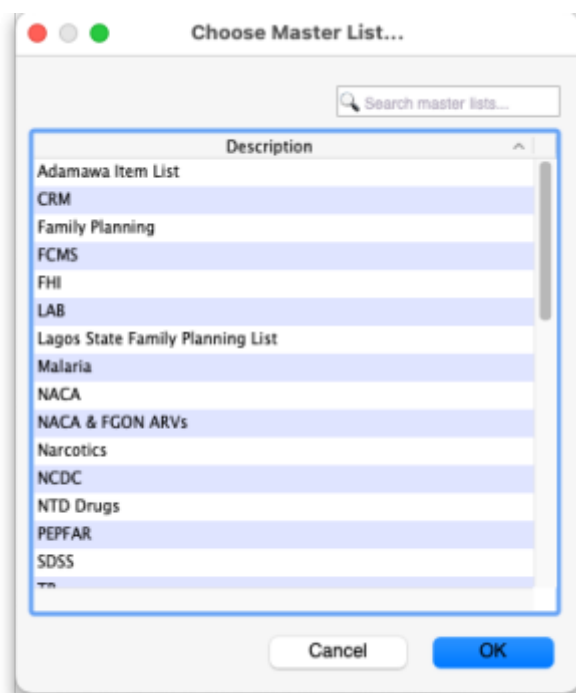 Choose Master List...
Search master lists...
Description
Adamawa Item List
CRM
Family Planning
FCMS
FHI
LAB
Lagos State Family Planning List
Malaria
NACA
NACA & FGON ARVs
Narcotics
NCDC
NTD Drugs
PEPFAR
SDSS
Cancel OK